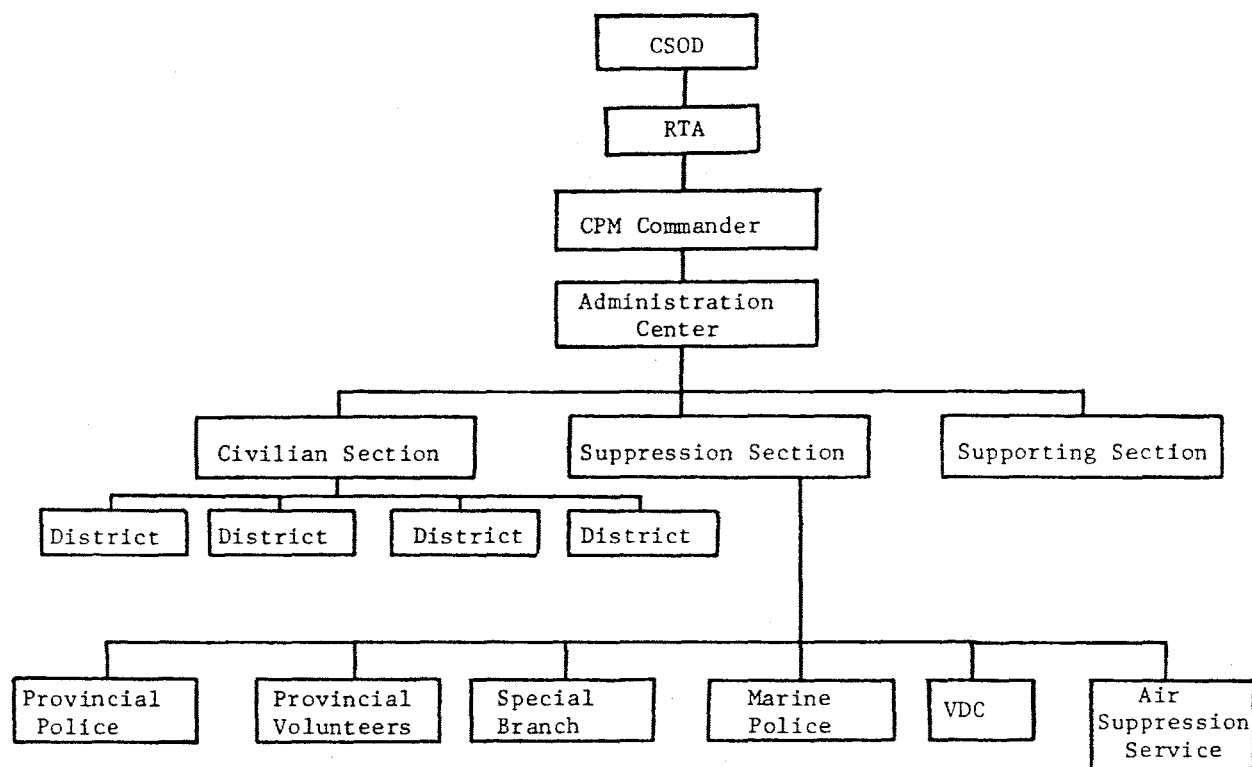 CSOD
RTA
CPM Commander
Administration
Center
Civilian Section
Suppression Section
Supporting Section
District
District
District
District
Provincial
Police
Provincial
Volunteers
Special
Branch
Marine
Police
VDC
Air
Suppression
Service